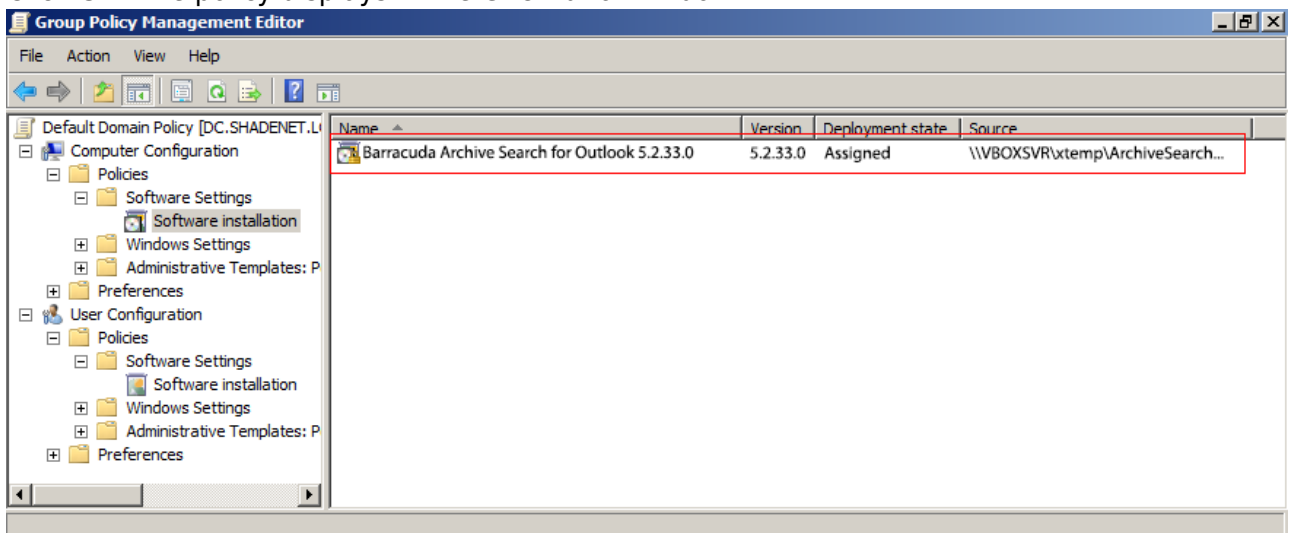 Group Policy Management Editor
File Action View Help
Default Domain Policy [DC.SHADENET.L
Computer Configuration
Policies
Software Settings
Software installation
Windows Settings
Administrative Templates: P
Preferences
User Configuration
Policies
Software Settings
Software installation
Windows Settings
Administrative Templates: P
Preferences
Name Version Deployment state Source
Barracuda Archive Search for Outlook 5.2.33.0 5.2.33.0 Assigned \\VBOXSVR\xtemp\ArchiveSearch...